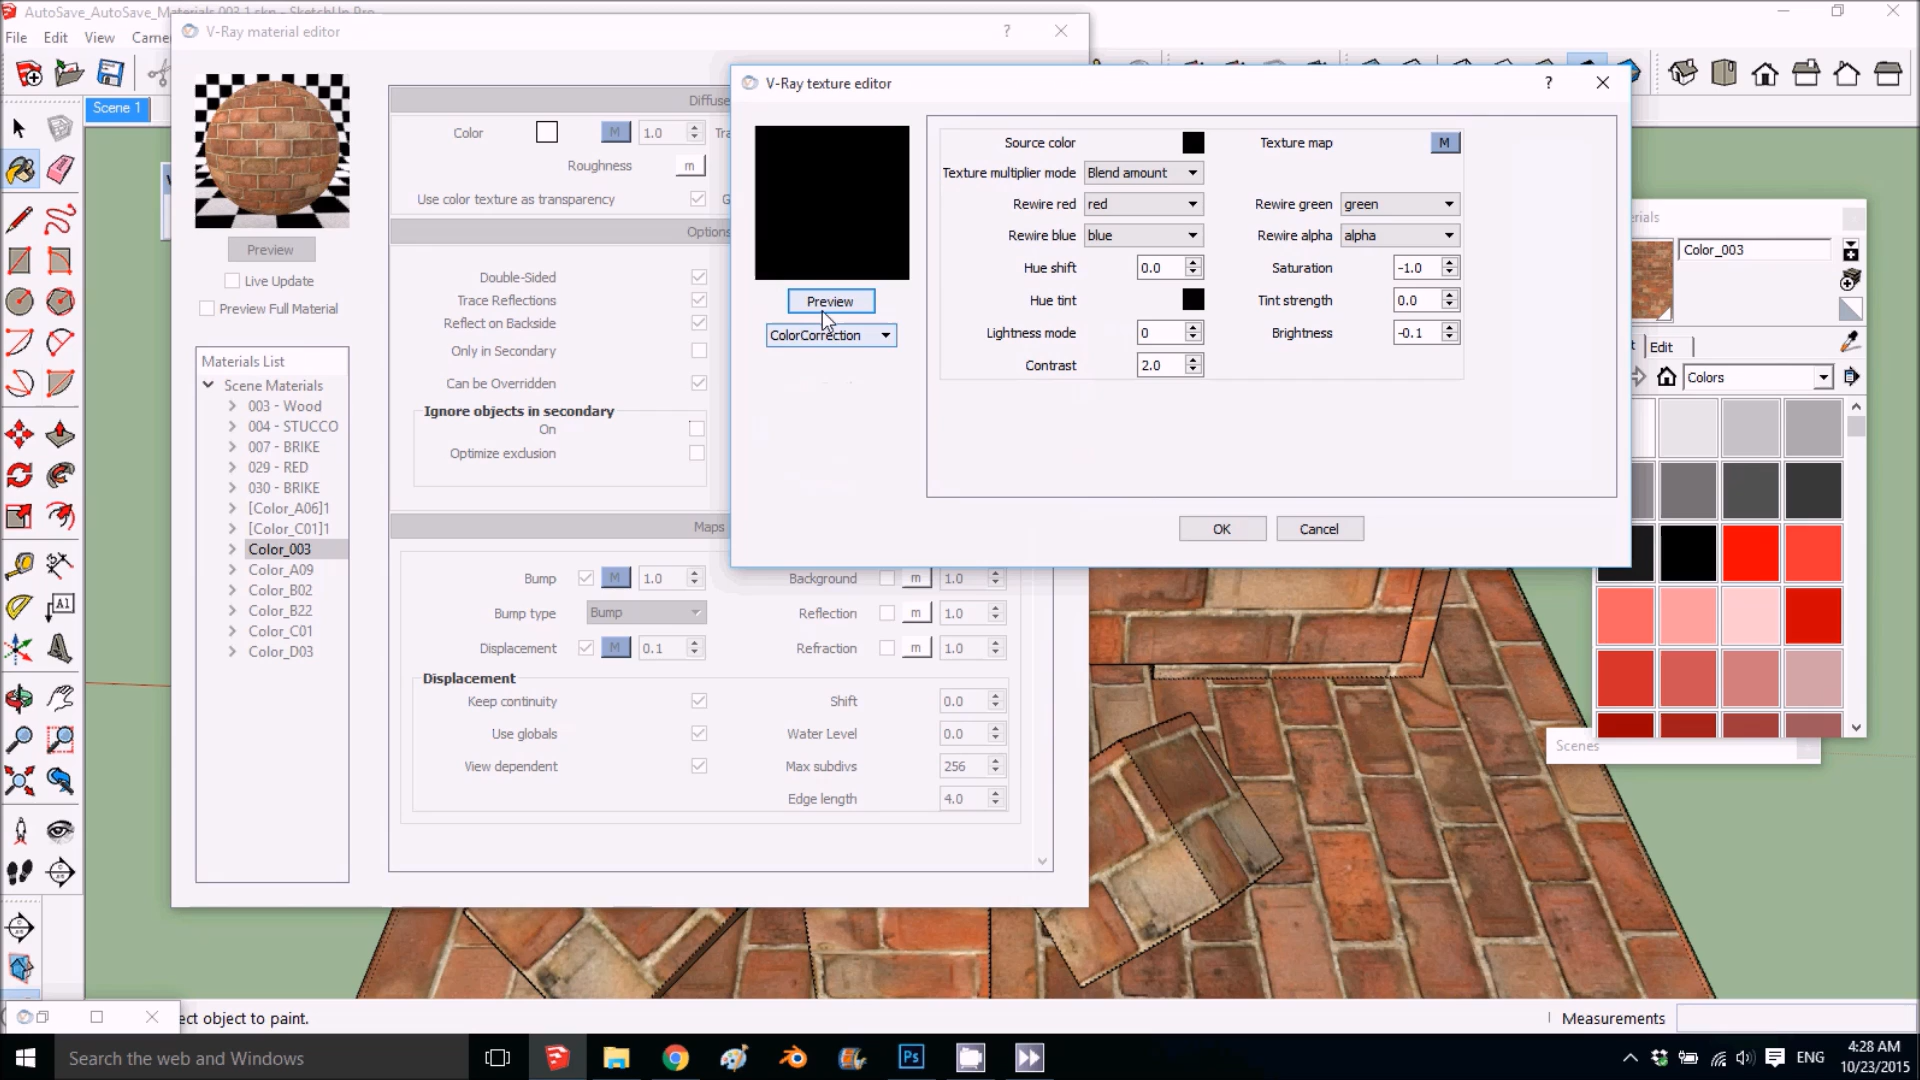 AutoSave_AutoSave_Materials 003 1.skp - SketchUp Pro
File Edit View Camer
V-Ray material editor
?
Scene 1
Preview
Live Update
Preview Full Material
Materials List
Scene Materials
003 - Wood
004 - STUCCO
007 - BRIKE
029 - RED
030 - BRIKE
[Color_A06]1
[Color_C01]1
Color_003
Color_A09
Color_B02
Color_B22
Color_C01
Color_D03
Diffuse
Color M 1.0 Tra
Roughness m
Use color texture as transparency G
Options
Double-Sided
Trace Reflections
Reflect on Backside
Only in Secondary
Can be Overridden
Ignore objects in secondary
On
Optimize exclusion
Maps
Bump M 1.0 Background m 1.0
Bump type Bump Reflection m 1.0
Displacement M 0.1 Refraction m 1.0
Displacement
Keep continuity Shift 0.0
Use globals Water Level 0.0
View dependent Max subdivs 256
Edge length 4.0
V-Ray texture editor
?
Preview
ColorCorrection
Source color Texture map M
Texture multiplier mode Blend amount
Rewire red red Rewire green green
Rewire blue blue Rewire alpha alpha
Hue shift 0.0 Saturation -1.0
Hue tint Tint strength 0.0
Lightness mode 0 Brightness -0.1
Contrast 2.0
OK Cancel
rials
Color_003
t Edit
Colors
Scenes
A1
ect object to paint.
Measurements
Search the web and Windows
Ps
ENG
4:28 AM
10/23/2015